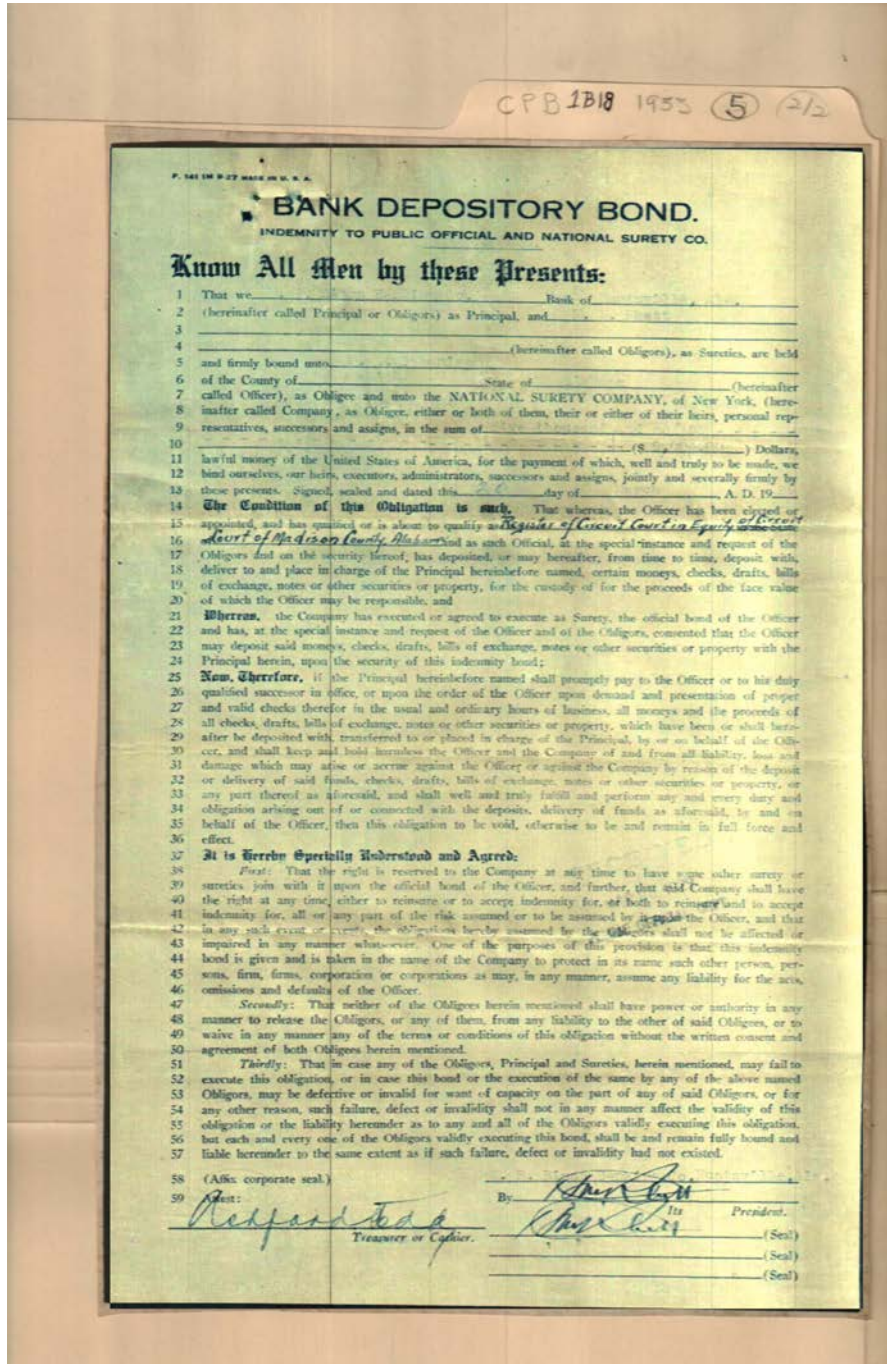 CPB 1B18 1955 5 2/2
BANK DEPOSITORY BOND.
INDEMNITY TO PUBLIC OFFICIAL AND NATIONAL SURETY CO.
Know All Men by these Presents:
1 That we Bank of
2 (hereinafter called Principal or Obligors) as Principal, and
3
4 (hereinafter called Obligors), as Sureties, are held
5 and firmly bound unto
6 of the County of State of (hereinafter
7 called Officer), as Obligee and unto the NATIONAL SURETY COMPANY, of New York, (here-
8 inafter called Company, as Obligee, either or both of them, their or either of their heirs, personal rep-
9 resentatives, successors and assigns, in the sum of
10 ($ ) Dollars,
11 lawful money of the United States of America, for the payment of which, well and truly to be made, we
12 bind ourselves, our heirs, executors, administrators, successors and assigns, jointly and severally firmly by
13 these presents. Signed, sealed and dated this day of A. D. 19
14 The Condition of this Obligation is such, That whereas, the Officer has been elected or
15 appointed, and has qualified or is about to qualify as Register of Circuit Court in Equity of Circuit
16 Court of Madison County Alabama and as such Official, at the special instance and request of the
17 Obligors and on the security hereof, has deposited, or may hereafter, from time to time, deposit with,
18 deliver to and place in charge of the Principal hereinbefore named, certain moneys, checks, drafts, bills
19 of exchange, notes or other securities or property, for the custody of for the proceeds of the face value
20 of which the Officer may be responsible, and
21 Whereas, the Company has executed or agreed to execute as Surety, the official bond of the Officer
22 and has, at the special instance and request of the Officer and of the Obligors, consented that the Officer
23 may deposit said moneys, checks, drafts, bills of exchange, notes or other securities or property with the
24 Principal herein, upon the security of this indemnity bond;
25 Now, Therefore, if the Principal hereinbefore named shall promptly pay to the Officer or to his duly
26 qualified successor in office, or upon the order of the Officer upon demand and presentation of proper
27 and valid checks therefor in the usual and ordinary hours of business, all moneys and the proceeds of
28 all checks, drafts, bills of exchange, notes or other securities or property, which have been or shall here-
29 after be deposited with, transferred to or placed in charge of the Principal, by or on behalf of the Offi-
30 cer, and shall keep and hold harmless the Officer and the Company of and from all liability, loss and
31 damage which may arise or accrue against the Officer or against the Company by reason of the deposit
32 or delivery of said funds, checks, drafts, bills of exchange, notes or other securities or property, or
33 any part thereof as aforesaid, and shall well and truly fulfill and perform any and every duty and
34 obligation arising out of or connected with the deposits, delivery of funds as aforesaid, by and on
35 behalf of the Officer, then this obligation to be void, otherwise to be and remain in full force and
36 effect.
37 It is Hereby Specially Understood and Agreed:
38 First: That the right is reserved to the Company at any time to have some other surety or
39 sureties join with it upon the official bond of the Officer, and further, that said Company shall have
40 the right at any time, either to reinsure or to accept indemnity for, or both to reinsure and to accept
41 indemnity for, all or any part of the risk assumed or to be assumed by it upon the Officer, and that
42 in any such event or events, the obligations hereby assumed by the Obligors shall not be affected or
43 impaired in any manner whatsoever. One of the purposes of this provision is that this indemnity
44 bond is given and is taken in the name of the Company to protect in its name such other person, per-
45 sons, firm, firms, corporation or corporations as may, in any manner, assume any liability for the acts,
46 omissions and defaults of the Officer.
47 Secondly: That neither of the Obligees herein mentioned shall have power or authority in any
48 manner to release the Obligors, or any of them, from any liability to the other of said Obligees, or to
49 waive in any manner any of the terms or conditions of this obligation without the written consent and
50 agreement of both Obligees herein mentioned.
51 Thirdly: That in case any of the Obligors, Principal and Sureties, herein mentioned, may fail to
52 execute this obligation, or in case this bond or the execution of the same by any of the above named
53 Obligors, may be defective or invalid for want of capacity on the part of any of said Obligors, or for
54 any other reason, such failure, defect or invalidity shall not in any manner affect the validity of this
55 obligation or the liability hereunder as to any and all of the Obligors validly executing this obligation,
56 but each and every one of the Obligors validly executing this bond, shall be and remain fully bound and
57 liable hereunder to the same extent as if such failure, defect or invalidity had not existed.
58 (Affix corporate seal.)
59 Attest: By
Its President.
Treasurer or Cashier. (Seal)
(Seal)
(Seal)